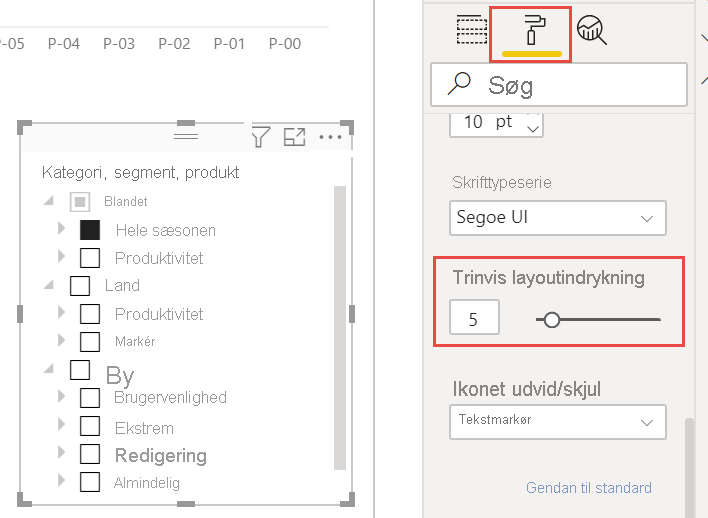 -05 P-04 P-03 P-02 P-01 P-00
Kategori, segment, produkt
Blandet
Hele sæsonen
Produktivitet
Land
Produktivitet
Markér
By
Brugervenlighed
Ekstrem
Redigering
Almindelig
Søg
10 pt
Skrifttypeserie
Segoe UI
Trinvis layoutindrykning
5
Ikonet udvid/skjul
Tekstmarkør
Gendan til standard